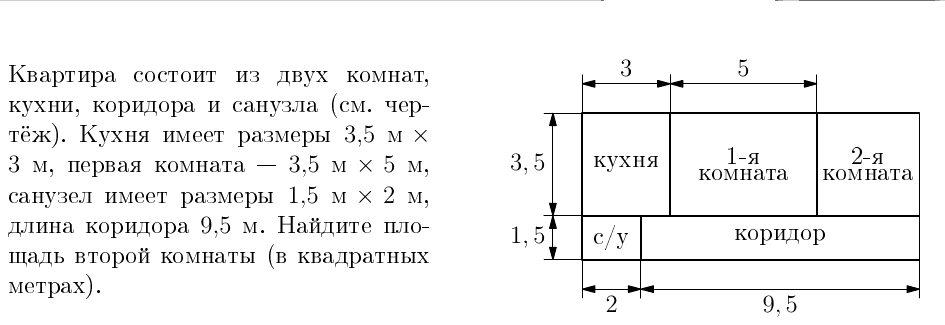 Квартира состоит из двух комнат,
кухни, коридора и санузла (см. чер-
тёж). Кухня имеет размеры 3,5 м ×
3 м, первая комната — 3,5 м × 5 м,
санузел имеет размеры 1,5 м × 2 м,
длина коридора 9,5 м. Найдите пло-
щадь второй комнаты (в квадратных
метрах).
3 5
3, 5
кухня
1-я
комната
2-я
комната
1, 5
с/у
коридор
2 9, 5